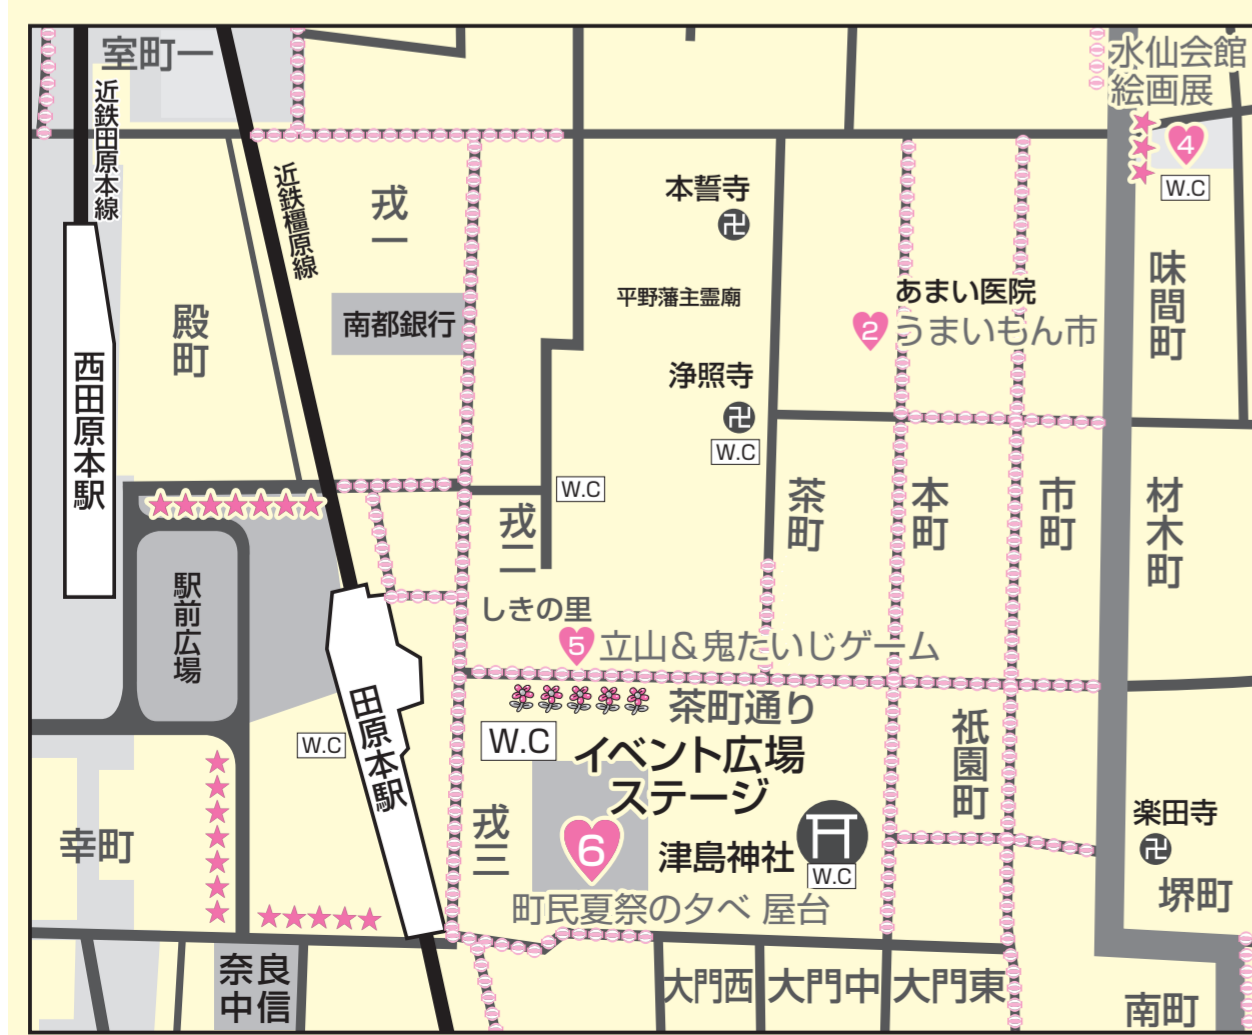 室町一
水仙会館
絵画展
近鉄田原本線
4
W.C
近鉄橿原線
戎一
本誓寺
卍
味間町
平野藩主霊廟
あまい医院
2
うまいもん市
殿町
南都銀行
西田原本駅
浄照寺
卍
W.C
W.C
戎二
茶町
本町
市町
材木町
駅前広場
しきの里
5
立山&鬼たいじゲーム
田原本駅
茶町通り
W.C
W.C
イベント広場
ステージ
祇園町
戎三
6
津島神社
W.C
楽田寺
卍
幸町
堺町
町民夏祭の夕べ 屋台
奈良
中信
大門西
大門中
大門東
南町